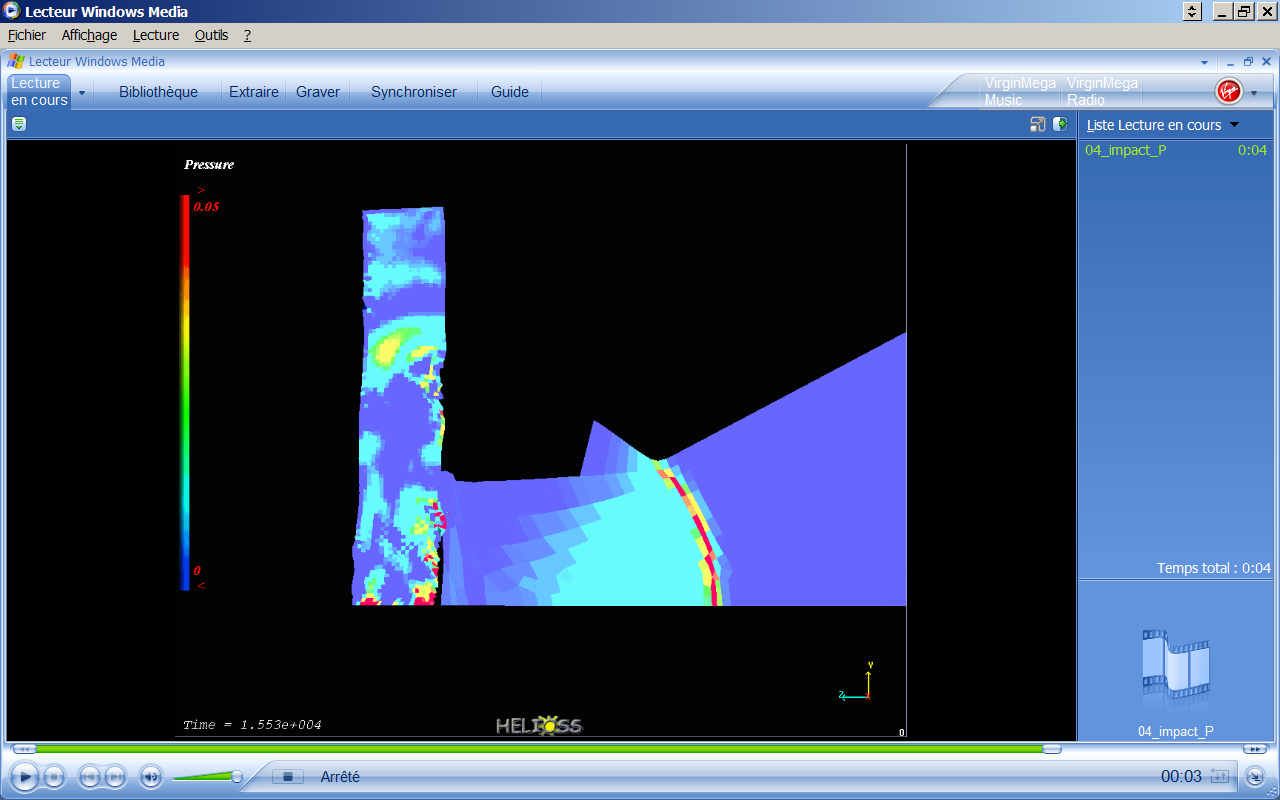 Lecteur Windows Media
Fichier Affichage Lecture Outils ?
Lecteur Windows Media
Lecture en cours
Bibliothèque Extraire Graver Synchroniser Guide
VirginMega Music
VirginMega Radio
Virgin
Liste Lecture en cours
04_impact_P 0:04
Pressure
>
0.05
0
<
Y
Z
Time = 1.553e+004
HELIOSS
0
Temps total : 0:04
04_impact_P
Arrêté
00:03